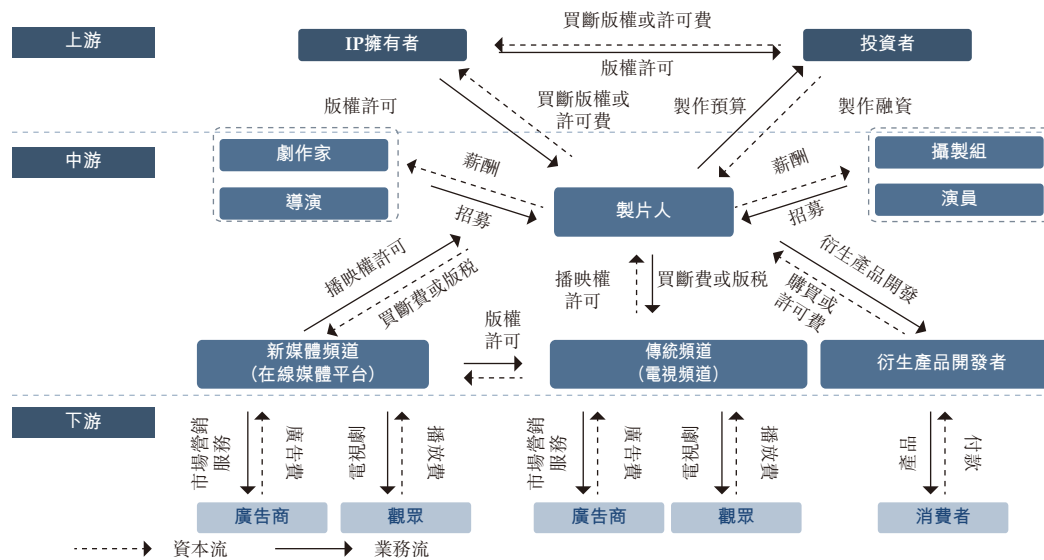 上游
IP擁有者
買斷版權或許可費
版權許可
投資者
版權許可
買斷版權或
許可費
製作預算
製作融資
中游
劇作家
導演
薪酬
招募
製片人
薪酬
招募
攝製組
演員
播映權許可
買斷費或版税
播映權
許可
買斷費或版税
衍生產品開發
購買或
許可費
新媒體頻道
（在線媒體平台）
版權
許可
傳統頻道
（電視頻道）
衍生產品開發者
下游
市場營銷
服務
廣告費
電視劇
播放費
市場營銷
服務
廣告費
電視劇
播放費
產品
付款
廣告商
觀眾
廣告商
觀眾
消費者
資本流
業務流